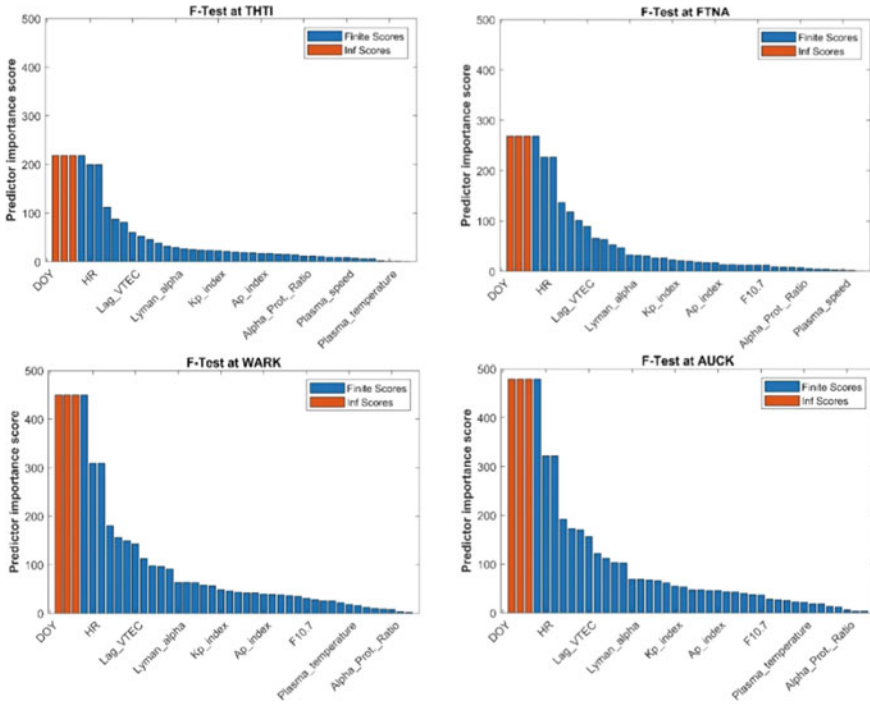 F-Test at THTI
500
400
300
200
100
0
Predictor importance score
Finite Scores
Inf Scores
DOY
HR
Lag_VTEC
Lyman_alpha
Kp_index
Ap_index
Alpha_Prot._Ratio
Plasma_speed
Plasma_temperature
F-Test at FTNA
500
400
300
200
100
0
Predictor importance score
Finite Scores
Inf Scores
DOY
HR
Lag_VTEC
Lyman_alpha
Kp_index
Ap_index
F10.7
Alpha_Prot._Ratio
Plasma_speed
F-Test at WARK
500
400
300
200
100
0
Predictor importance score
Finite Scores
Inf Scores
DOY
HR
Lag_VTEC
Lyman_alpha
Kp_index
Ap_index
F10.7
Plasma_temperature
Alpha_Prot._Ratio
F-Test at AUCK
500
400
300
200
100
0
Predictor importance score
Finite Scores
Inf Scores
DOY
HR
Lag_VTEC
Lyman_alpha
Kp_index
Ap_index
F10.7
Plasma_temperature
Alpha_Prot._Ratio